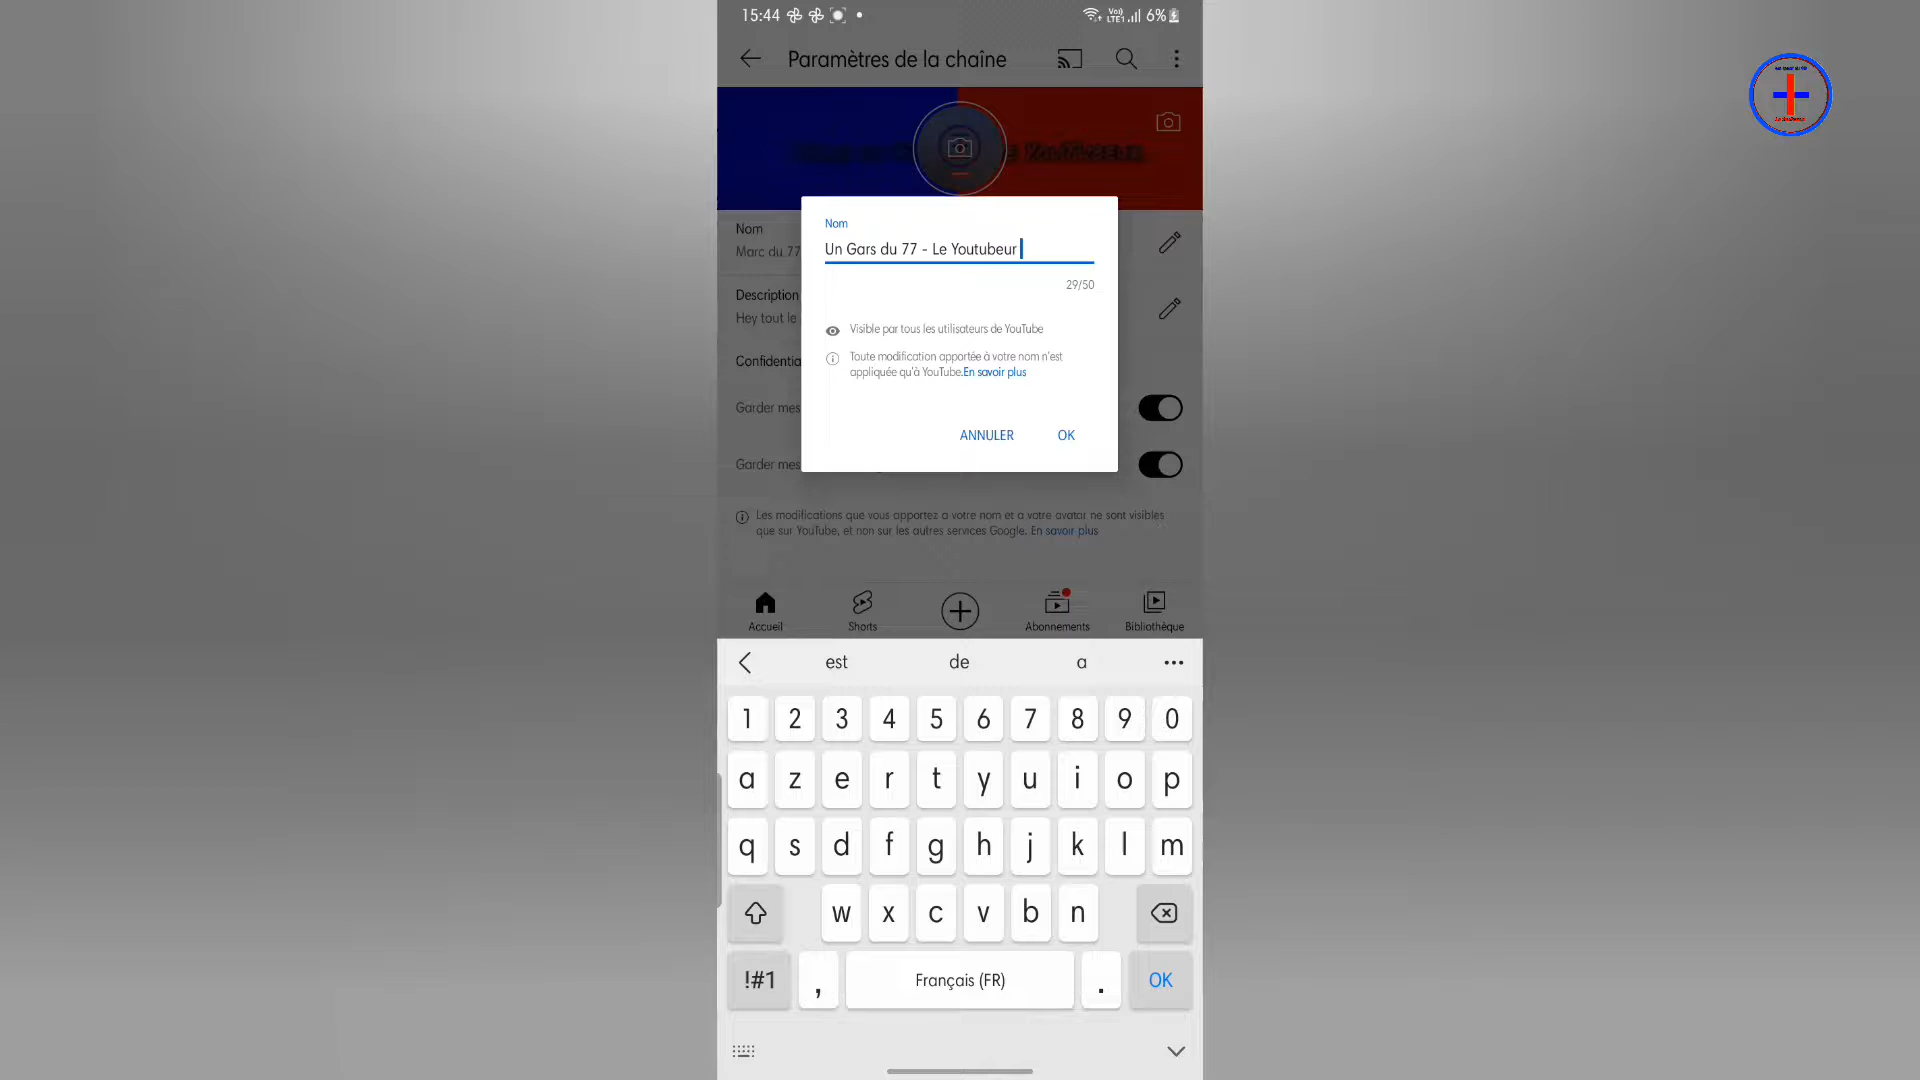 15:44 Vo) LTE1 6%
Paramètres de la chaîne
Nom
Marc du 77
Description
Hey tout le
Confidentia
Garder mes
Garder mes
Nom
Un Gars du 77 - Le Youtubeur
29/50
Visible par tous les utilisateurs de YouTube
Toute modification apportée à votre nom n'est
appliquée qu'à YouTube.En savoir plus
ANNULER OK
Les modifications que vous apportez a votre nom et a votre avatar ne sont visibles
que sur YouTube, et non sur les autres services Google. En savoir plus
Accueil Shorts Abonnements Bibliothèque
est de a
1 2 3 4 5 6 7 8 9 0
a z e r t y u i o p
q s d f g h j k l m
w x c v b n
!#1 , Français (FR) . OK